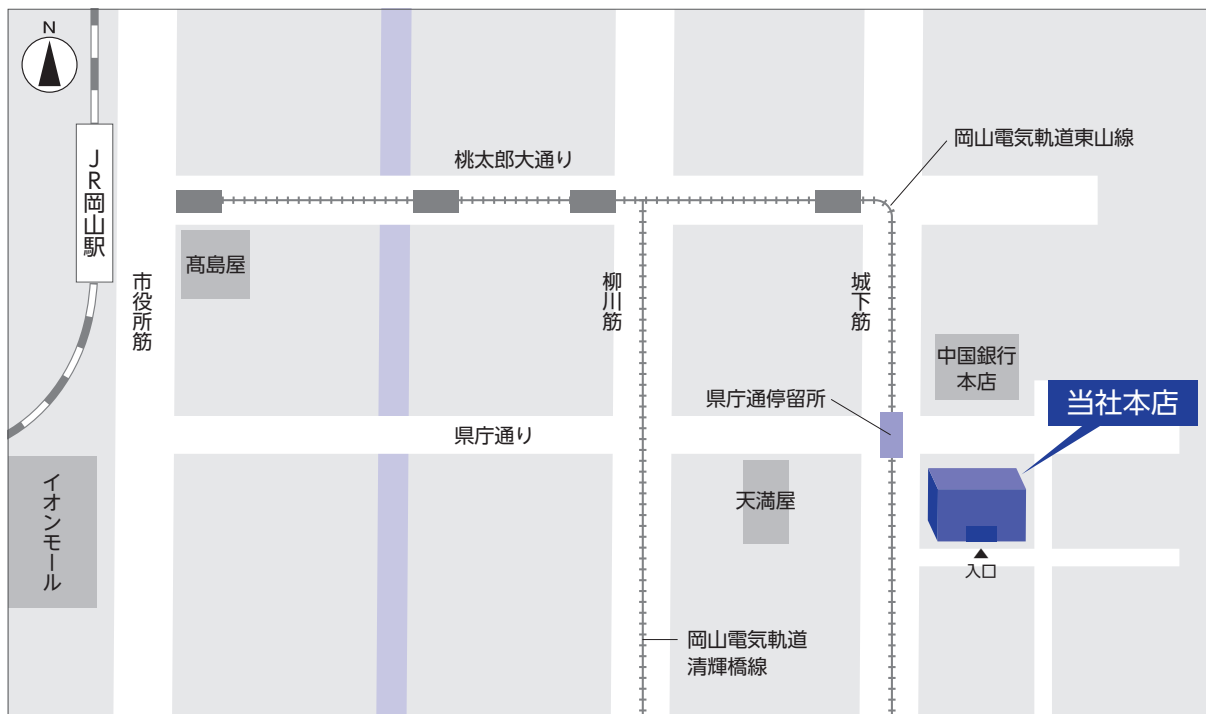 N
岡山電気軌道東山線
桃太郎大通り
JR岡山駅
髙島屋
市役所筋
柳川筋
城下筋
中国銀行
本店
当社本店
県庁通停留所
県庁通り
イオンモール
天満屋
入口
岡山電気軌道
清輝橋線